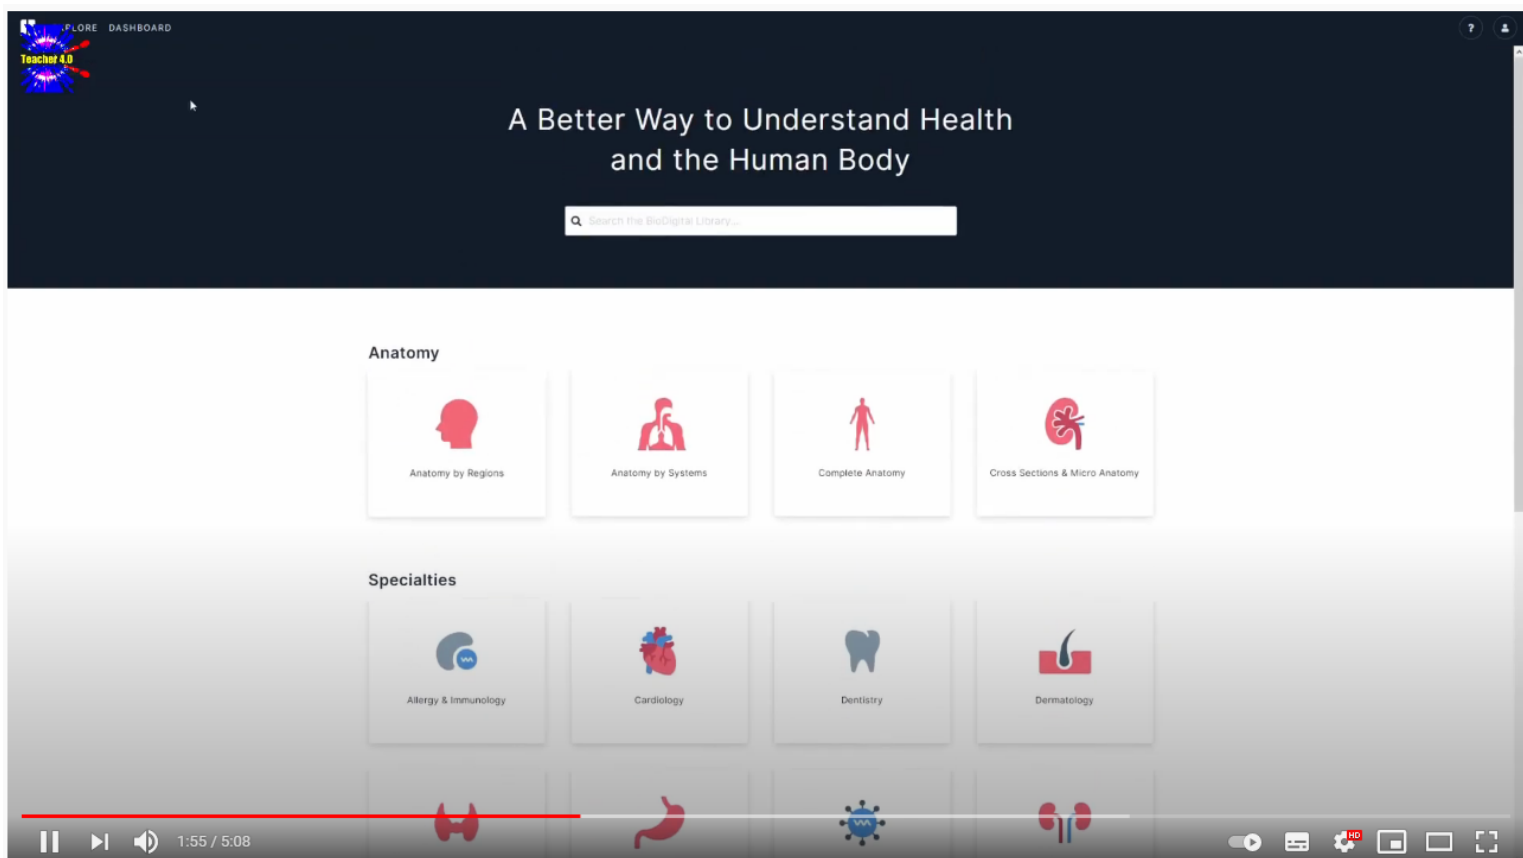 DASHBOARD
?
Teacher 4.0
A Better Way to Understand Health
and the Human Body
Search the BioDigital Library...
Anatomy
Anatomy by Regions
Anatomy by Systems
Complete Anatomy
Cross Sections & Micro Anatomy
Specialties
Allergy & Immunology
Cardiology
Dentistry
Dermatology
1:55 / 5:08
HD